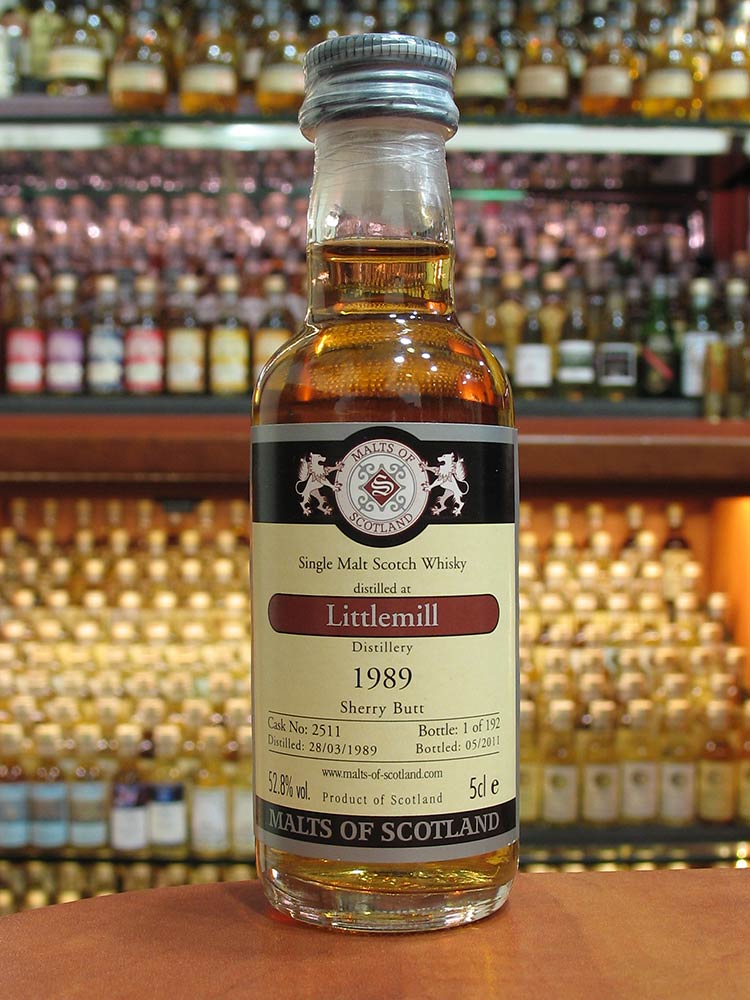 MALTS OF
S
SCOTLAND
Single Malt Scotch Whisky
distilled at
Littlemill
Distillery
1989
Sherry Butt
Cask No: 2511 Bottle: 1 of 192
Distilled: 28/03/1989 Bottled: 05/2011
www.malts-of-scotland.com
52.8% vol. Product of Scotland 5cl e
MALTS OF SCOTLAND